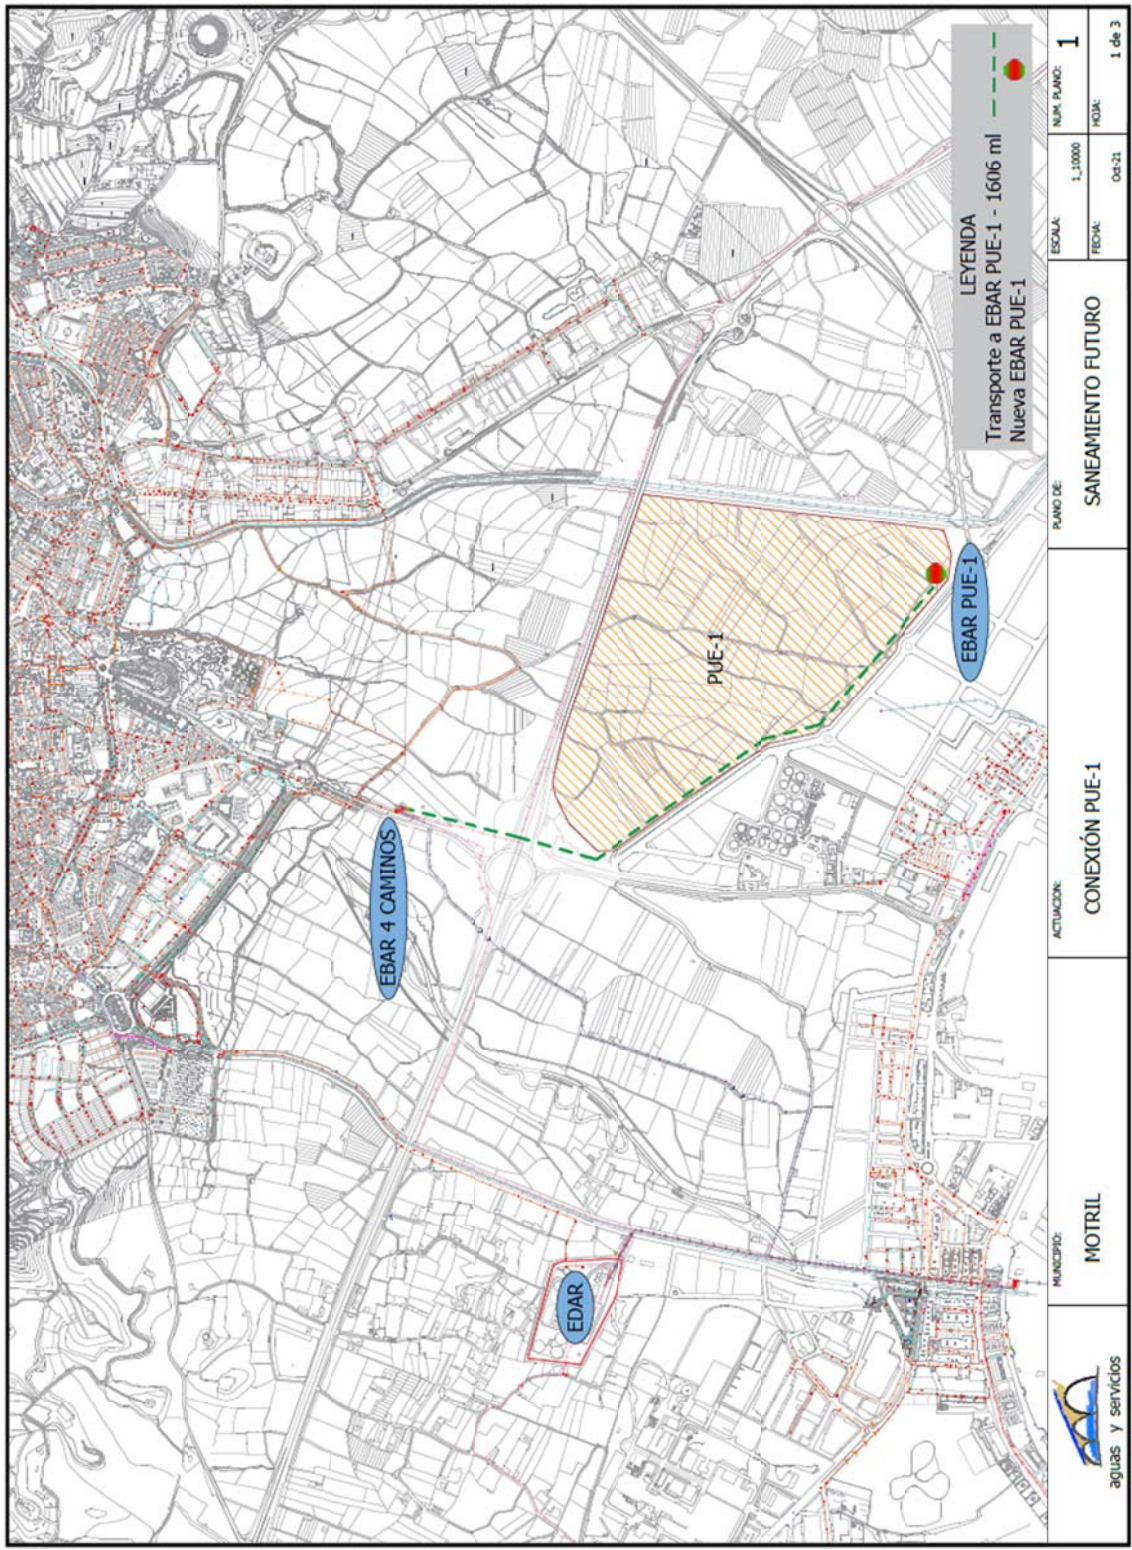 LEYENDA
Transporte a EBAR PUE-1 - 1606 ml
Nueva EBAR PUE-1
EDAR
EBAR 4 CAMINOS
PUE-1
EBAR PUE-1
aguas y servicios
MUNICIPIO:
MOTRIL
ACTUACION:
CONEXIÓN PUE-1
PLANO DE:
SANEAMIENTO FUTURO
ESCALA:
1_10000
FECHA:
Oct-21
NUM. PLANO:
1
HOJA:
1 de 3